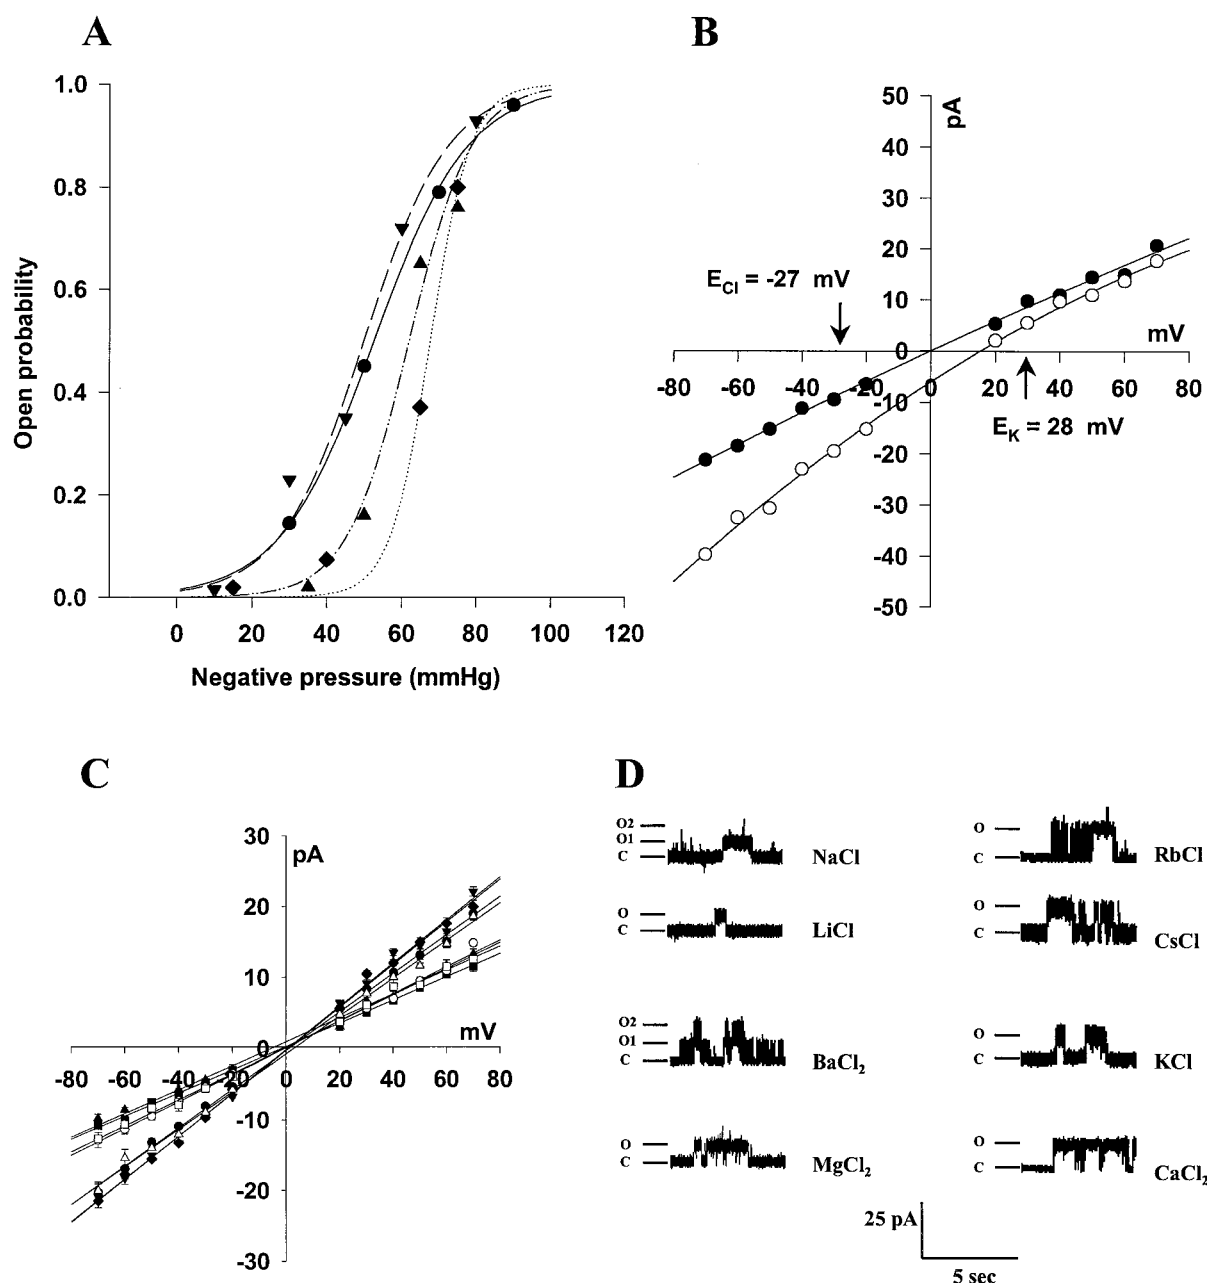 A
1.0
0.8
0.6
0.4
0.2
0.0
Open probability
0 20 40 60 80 100 120
Negative pressure (mmHg)
B
pA
50
40
30
20
10
0
-10
-20
-30
-40
-50
E_Cl = -27 mV
mV
-80 -60 -40 -20 0 20 40 60 80
E_K = 28 mV
C
30
20
10
0
-10
-20
-30
pA
mV
-80 -60 -40 -20 0 20 40 60 80
D
O2
O1
C
NaCl
O
C
RbCl
O
C
LiCl
O
C
CsCl
O2
O1
C
BaCl₂
O
C
KCl
O
C
MgCl₂
O
C
CaCl₂
25 pA
5 sec